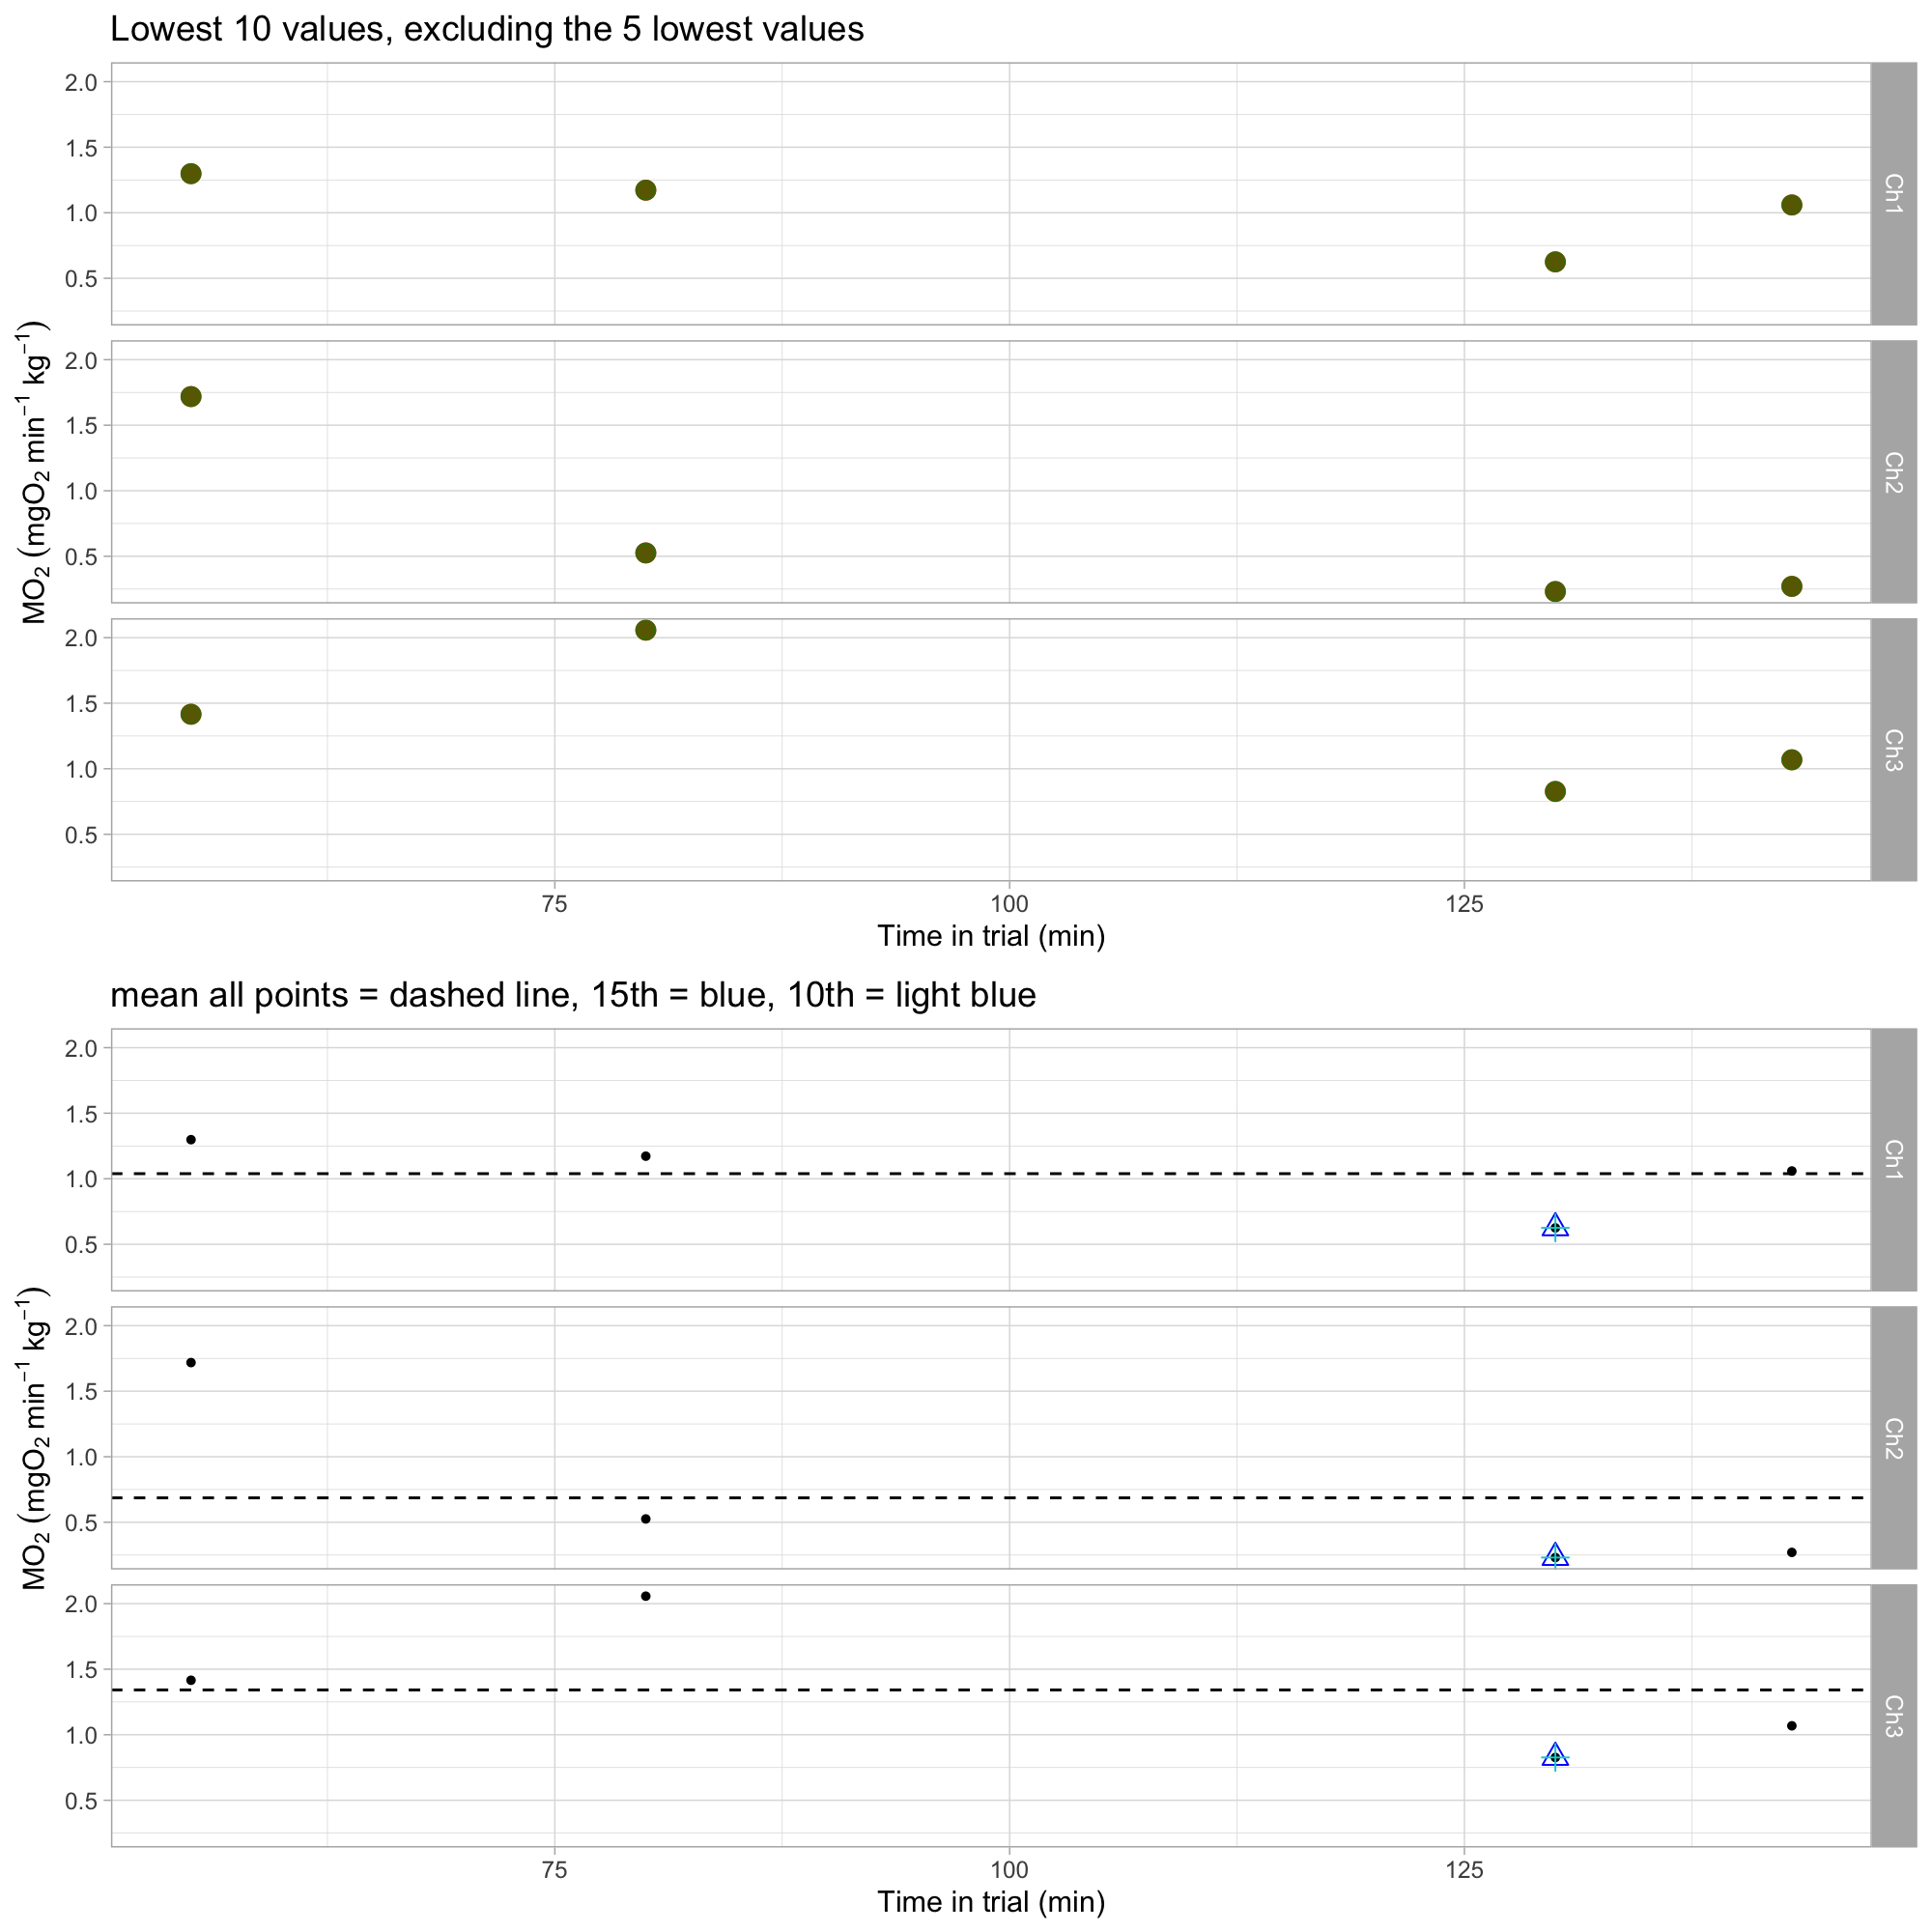 Lowest 10 values, excluding the 5 lowest values
2.0
1.5
1.0
0.5
Ch1
2.0
1.5
1.0
0.5
Ch2
2.0
1.5
1.0
0.5
Ch3
MO₂ (mgO₂ min⁻¹ kg⁻¹)
75 100 125
Time in trial (min)
mean all points = dashed line, 15th = blue, 10th = light blue
2.0
1.5
1.0
0.5
Ch1
2.0
1.5
1.0
0.5
Ch2
2.0
1.5
1.0
0.5
Ch3
MO₂ (mgO₂ min⁻¹ kg⁻¹)
75 100 125
Time in trial (min)